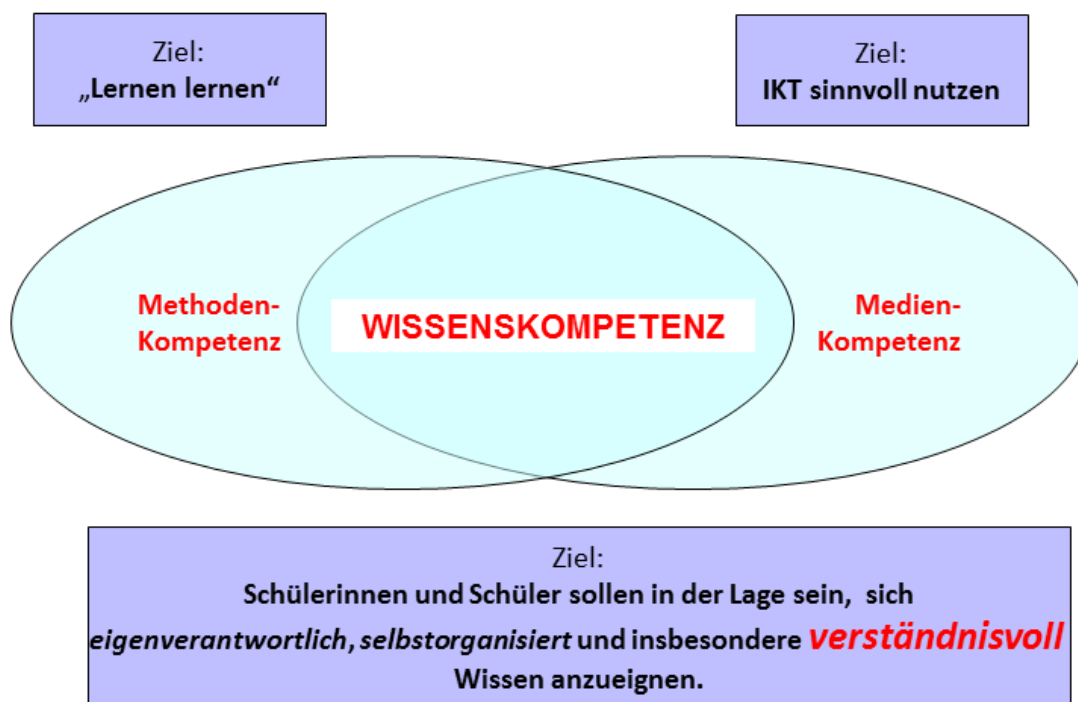 Ziel:
„Lernen lernen“
Ziel:
IKT sinnvoll nutzen
Methoden-
Kompetenz
WISSENSKOMPETENZ
Medien-
Kompetenz
Ziel:
Schülerinnen und Schüler sollen in der Lage sein, sich
eigenverantwortlich, selbstorganisiert und insbesondere verständnisvoll
Wissen anzueignen.